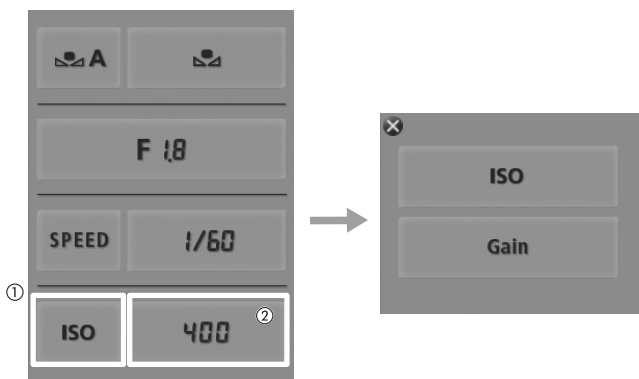 A
F 1.8
SPEED 1/60
①
ISO 400 ②
ISO
Gain